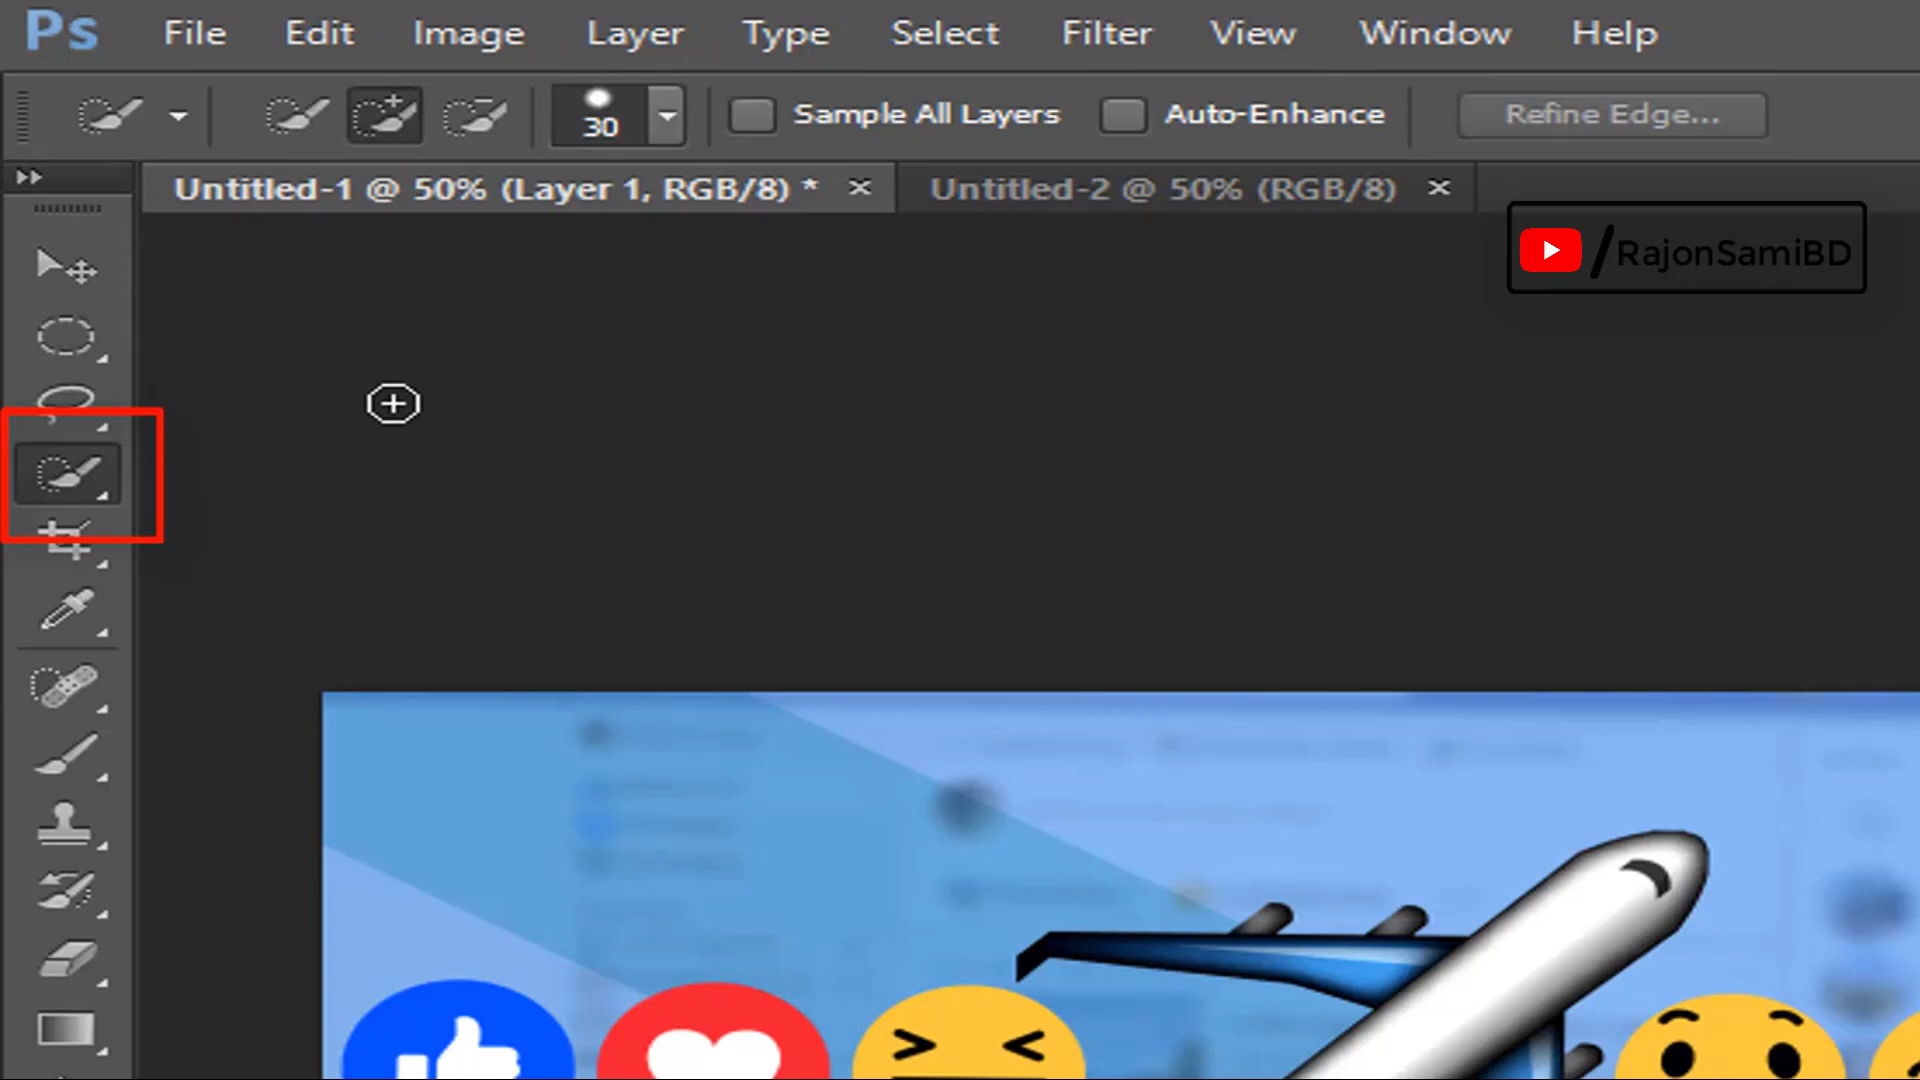 Ps File Edit Image Layer Type Select Filter View Window Help
30 Sample All Layers Auto-Enhance Refine Edge...
Untitled-1 @ 50% (Layer 1, RGB/8) * × Untitled-2 @ 50% (RGB/8) ×
/RajonSamiBD